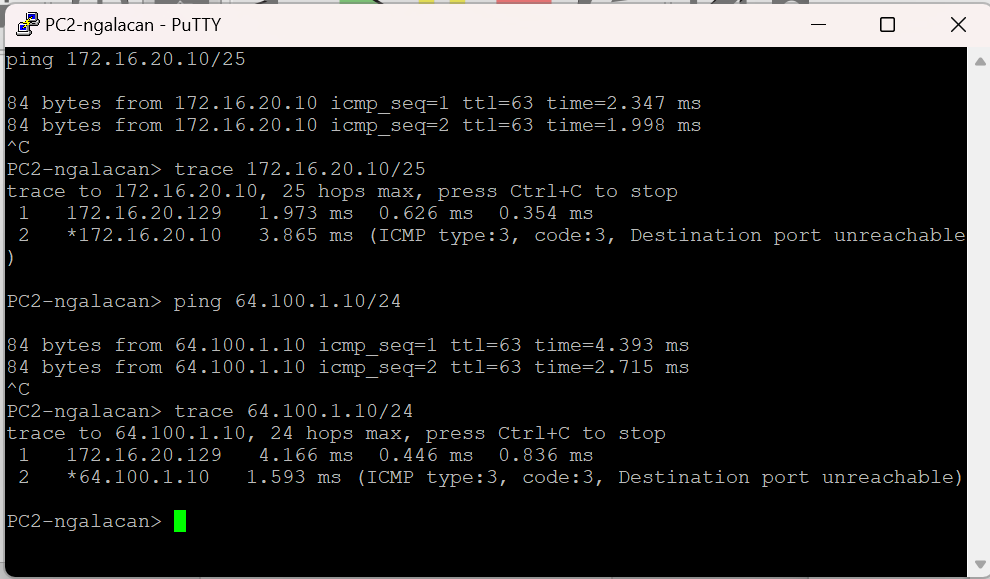 PC2-ngalacan - PuTTY
ping 172.16.20.10/25
84 bytes from 172.16.20.10 icmp_seq=1 ttl=63 time=2.347 ms
84 bytes from 172.16.20.10 icmp_seq=2 ttl=63 time=1.998 ms
^C
PC2-ngalacan> trace 172.16.20.10/25
trace to 172.16.20.10, 25 hops max, press Ctrl+C to stop
 1   172.16.20.129   1.973 ms  0.626 ms  0.354 ms
 2   *172.16.20.10   3.865 ms (ICMP type:3, code:3, Destination port unreachable
)
PC2-ngalacan> ping 64.100.1.10/24
84 bytes from 64.100.1.10 icmp_seq=1 ttl=63 time=4.393 ms
84 bytes from 64.100.1.10 icmp_seq=2 ttl=63 time=2.715 ms
^C
PC2-ngalacan> trace 64.100.1.10/24
trace to 64.100.1.10, 24 hops max, press Ctrl+C to stop
 1   172.16.20.129   4.166 ms  0.446 ms  0.836 ms
 2   *64.100.1.10   1.593 ms (ICMP type:3, code:3, Destination port unreachable)
PC2-ngalacan>